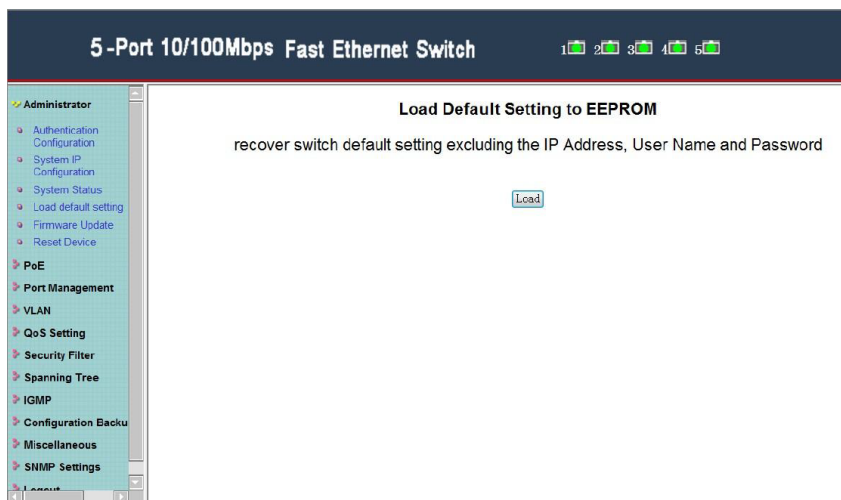 5-Port 10/100Mbps Fast Ethernet Switch
1 2 3 4 5
Administrator
Authentication
Configuration
System IP
Configuration
System Status
Load default setting
Firmware Update
Reset Device
PoE
Port Management
VLAN
QoS Setting
Security Filter
Spanning Tree
IGMP
Configuration Backu
Miscellaneous
SNMP Settings
Logout
Load Default Setting to EEPROM
recover switch default setting excluding the IP Address, User Name and Password
Load